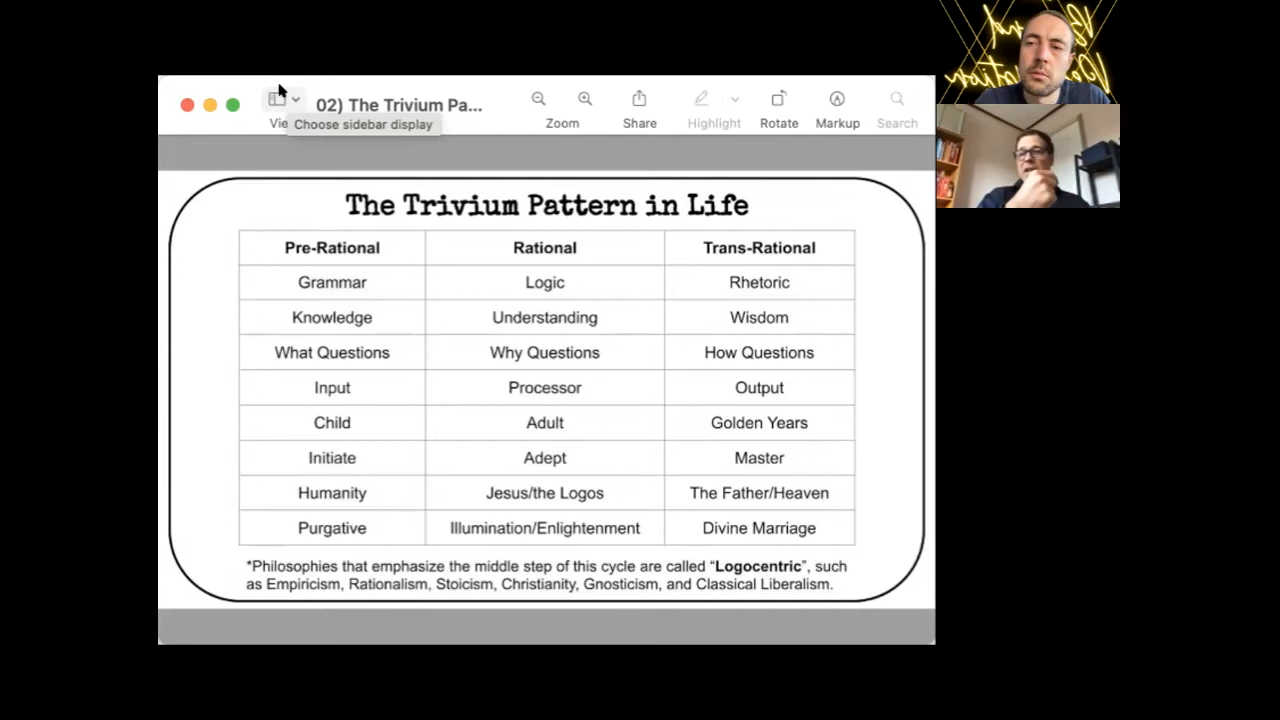 02) The Trivium Pa...
Choose sidebar display
Zoom
Share
Highlight
Rotate
Markup
Search
The Trivium Pattern in Life
Pre-Rational Rational Trans-Rational
Grammar Logic Rhetoric
Knowledge Understanding Wisdom
What Questions Why Questions How Questions
Input Processor Output
Child Adult Golden Years
Initiate Adept Master
Humanity Jesus/the Logos The Father/Heaven
Purgative Illumination/Enlightenment Divine Marriage
*Philosophies that emphasize the middle step of this cycle are called “Logocentric”, such
as Empiricism, Rationalism, Stoicism, Christianity, Gnosticism, and Classical Liberalism.